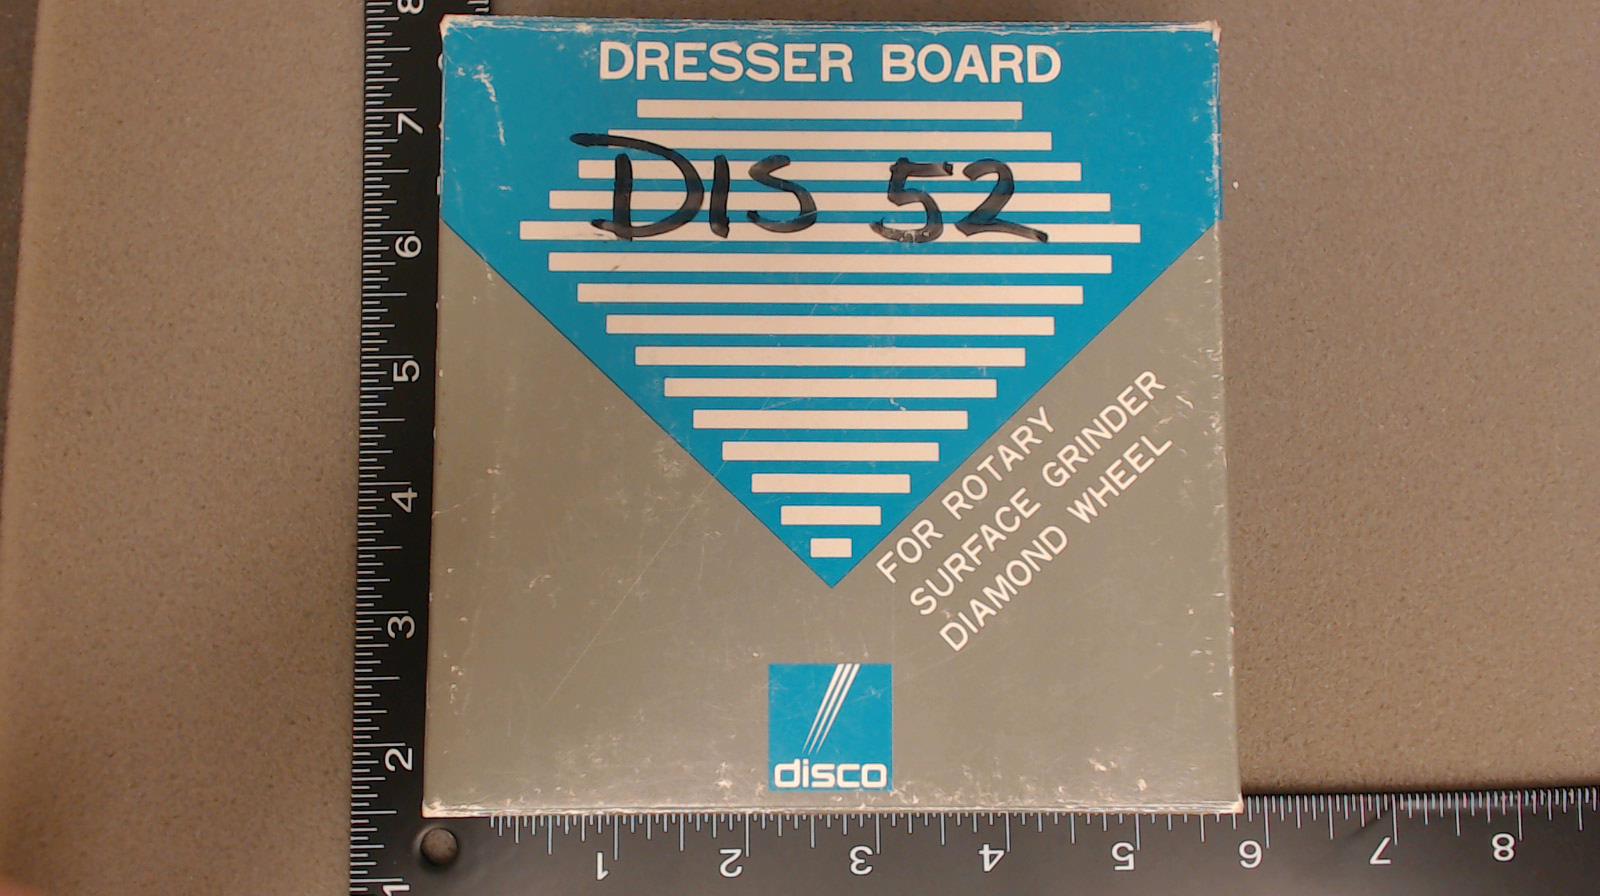 DRESSER BOARD
DIS 52
FOR ROTARY
SURFACE GRINDER
DIAMOND WHEEL
disco
8
7
6
5
4
3
2
1
1 2 3 4 5 6 7 8